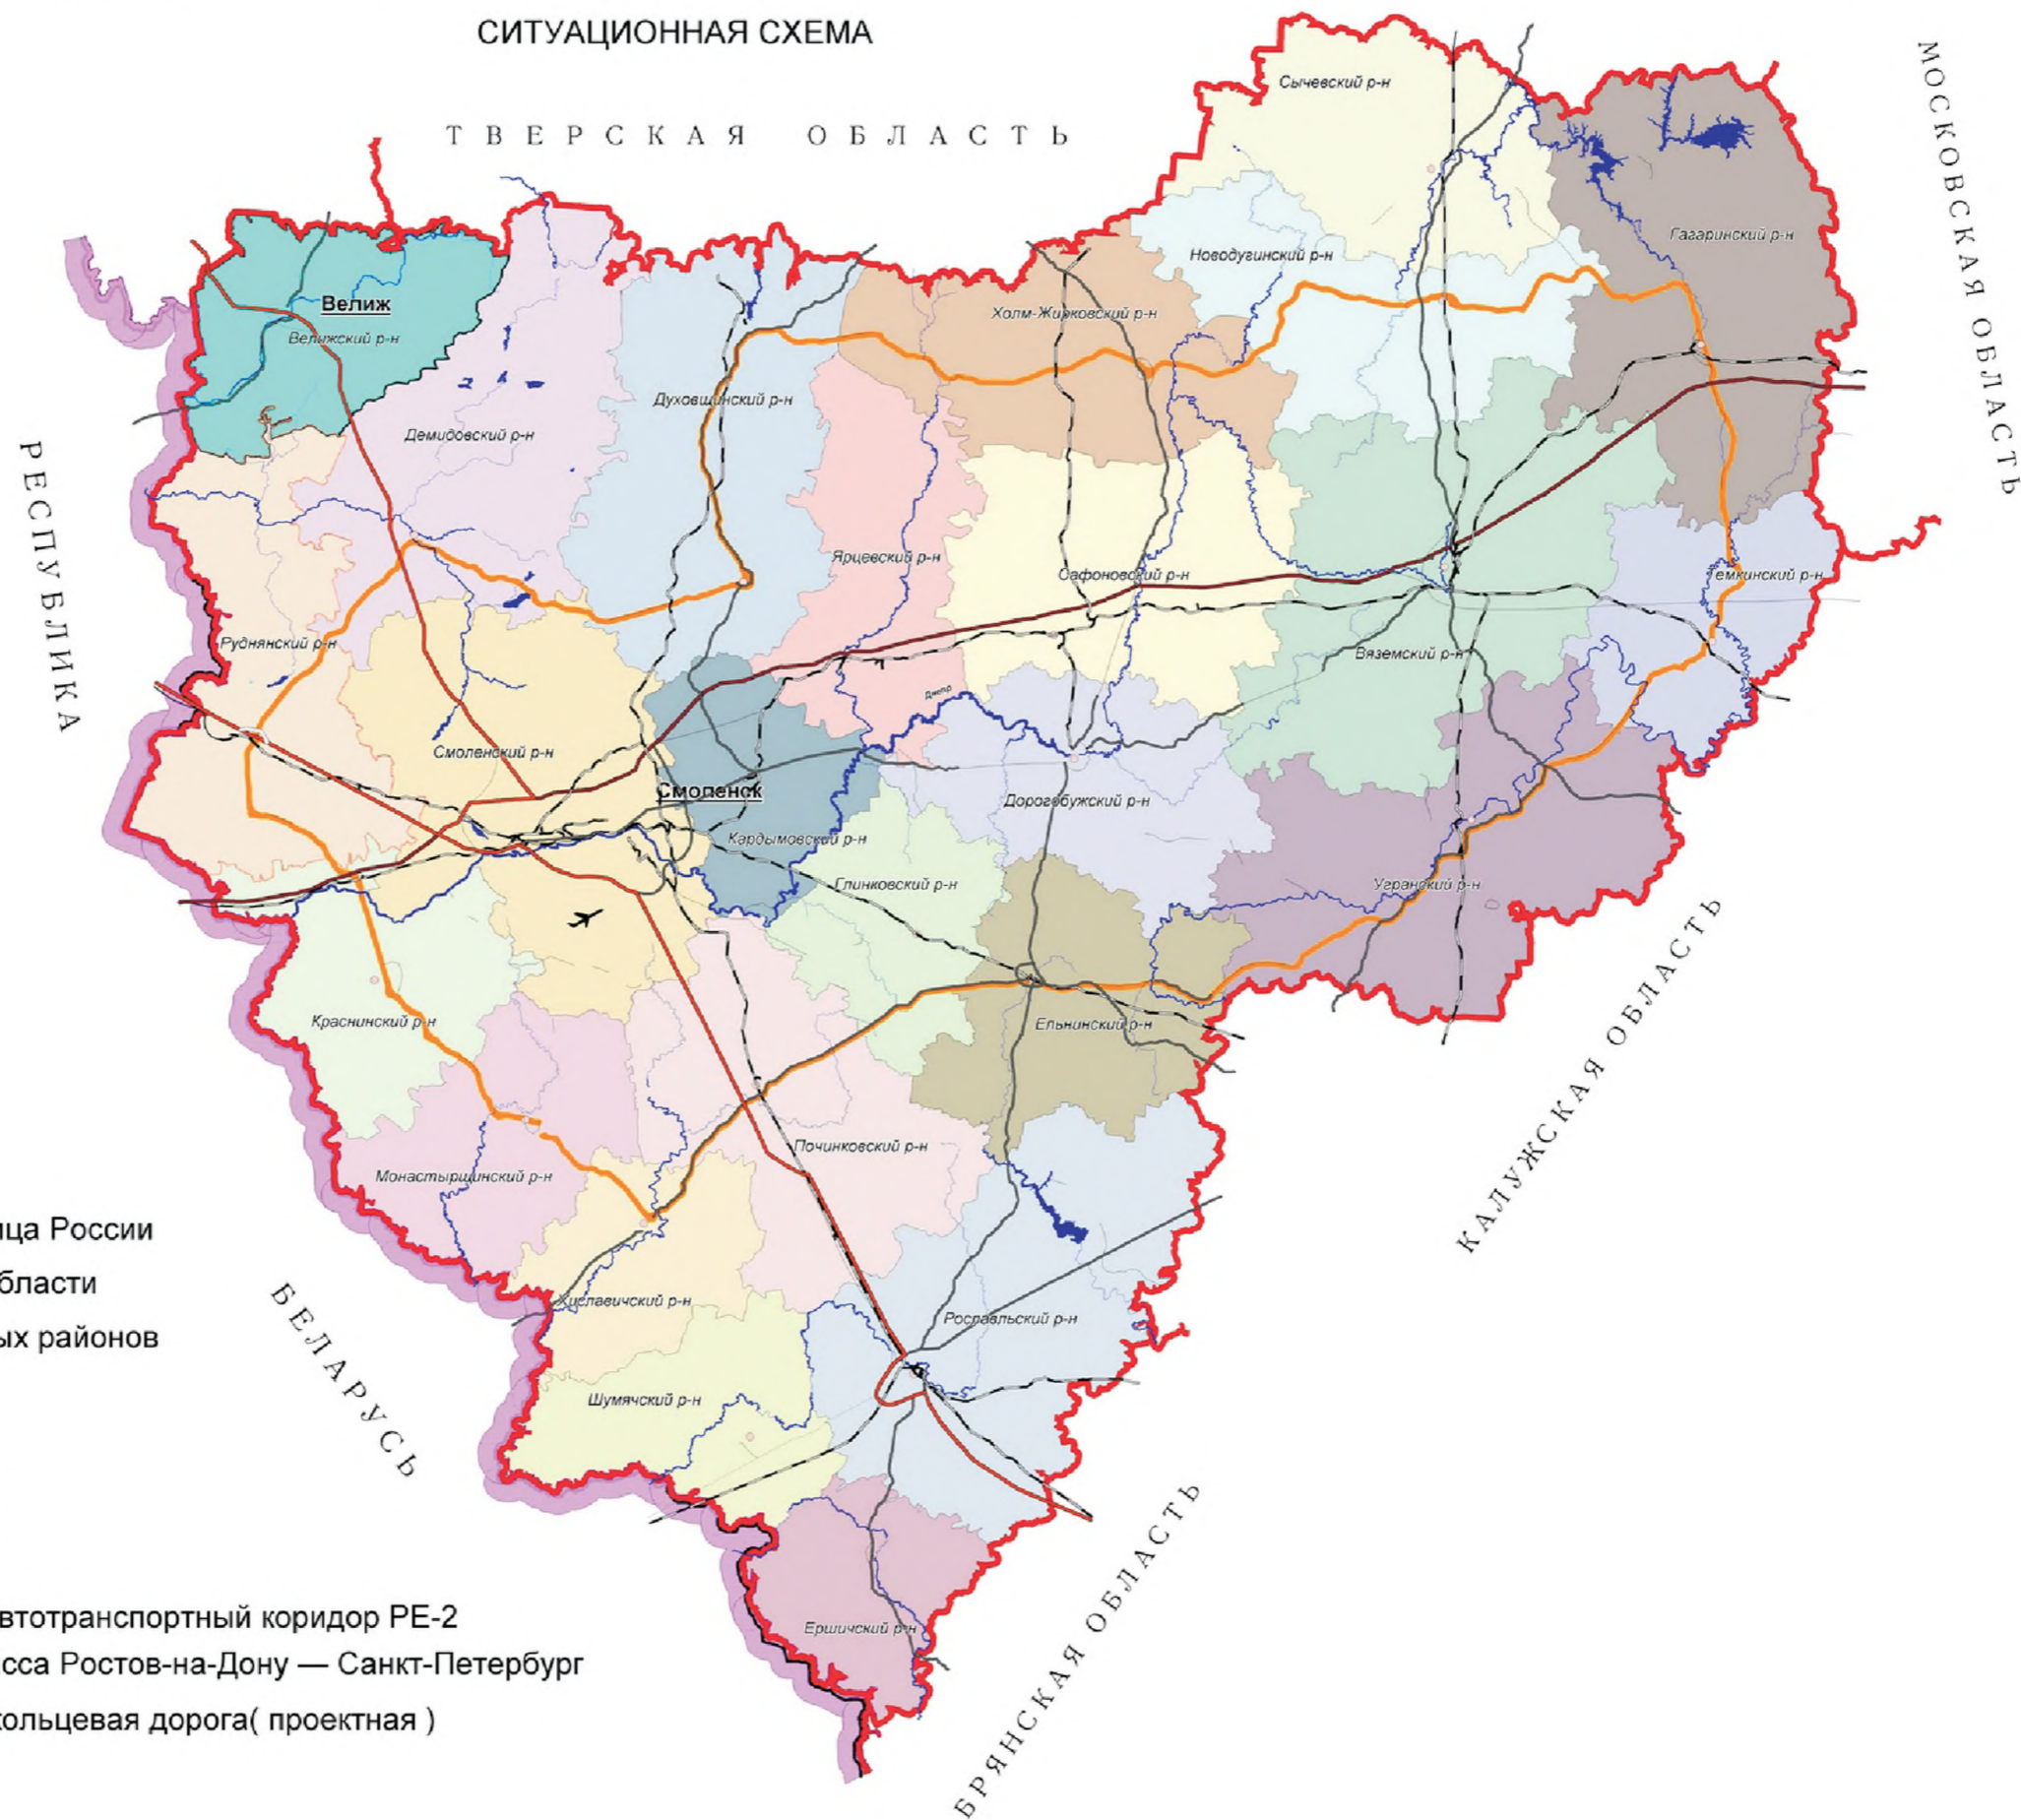 СИТУАЦИОННАЯ СХЕМА
ТВЕРСКАЯ ОБЛАСТЬ
МОСКОВСКАЯ ОБЛАСТЬ
Сычевский р-н
Гагаринский р-н
Новодугинский р-н
Велиж
Велижский р-н
Холм-Жирковский р-н
Духовщинский р-н
Демидовский р-н
РЕСПУБЛИКА
Ярцевский р-н
Сафоновский р-н
Темкинский р-н
Руднянский р-н
Вяземский р-н
Днепр
Смоленский р-н
Смоленск
Дорогобужский р-н
Кардымовский р-н
Глинковский р-н
Угранский р-н
КАЛУЖСКАЯ ОБЛАСТЬ
Краснинский р-н
Ельнинский р-н
Починковский р-н
Монастырщинский р-н
ица России
бласти
ых районов
БЕЛАРУСЬ
Хиславичский р-н
Рославльский р-н
Шумячский р-н
БРЯНСКАЯ ОБЛАСТЬ
Ершичский р-н
втотранспортный коридор РЕ-2
сса Ростов-на-Дону — Санкт-Петербург
кольцевая дорога( проектная )